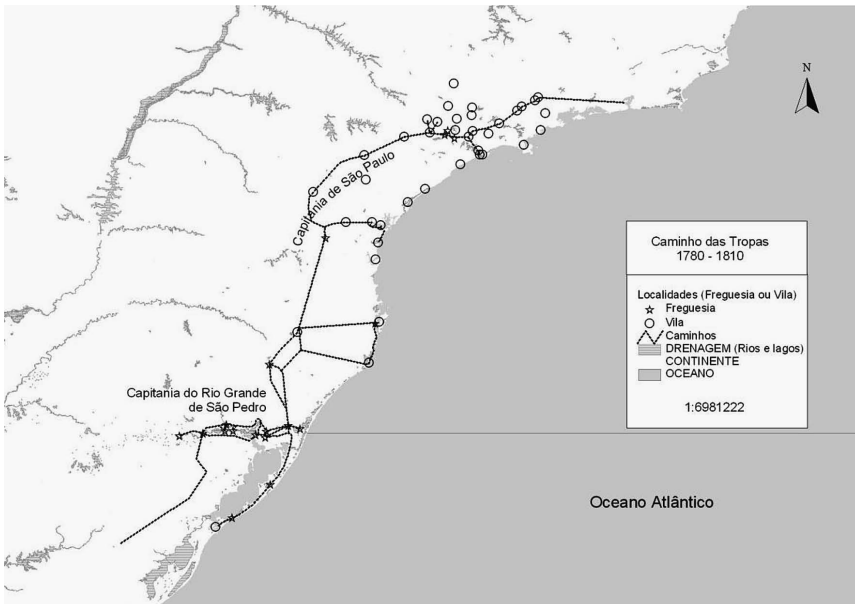 N
Capitania de São Paulo
Caminho das Tropas
1780 - 1810
Localidades (Freguesia ou Vila)
Freguesia
Vila
Caminhos
DRENAGEM (Rios e lagos)
CONTINENTE
OCEANO
1:6981222
Capitania do Rio Grande
de São Pedro
Oceano Atlântico